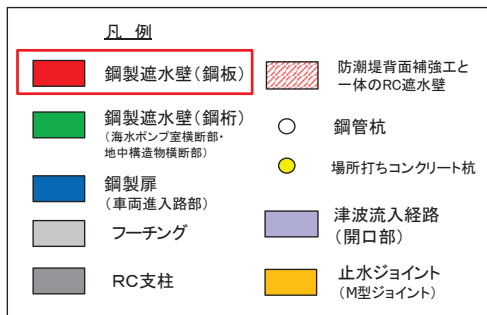 凡 例
鋼製遮水壁(鋼板)
鋼製遮水壁(鋼桁)
(海水ポンプ室横断部・
地中構造物横断部)
鋼製扉
(車両進入路部)
フーチング
RC支柱
防潮堤背面補強工と
一体のRC遮水壁
鋼管杭
場所打ちコンクリート杭
津波流入経路
(開口部)
止水ジョイント
(M型ジョイント)